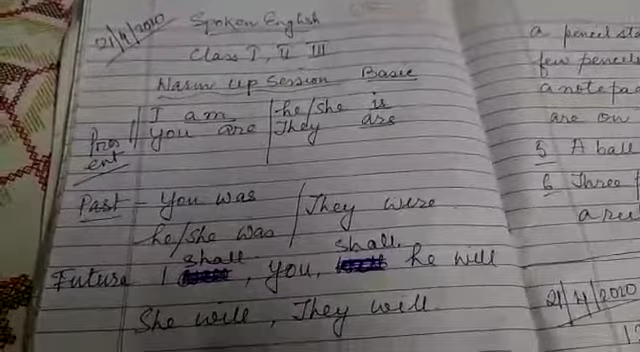 21/4/2020 Spoken English
Class I, II III
Warm up Session Basic
Present
I am he/she is
You are They are
Past - You was They were
he/she was
Future I shall, you, shall he will
She will, They will
a pencil
few pencils
a notepad
are on
5 A ball
6 Three
are
21/4/2020